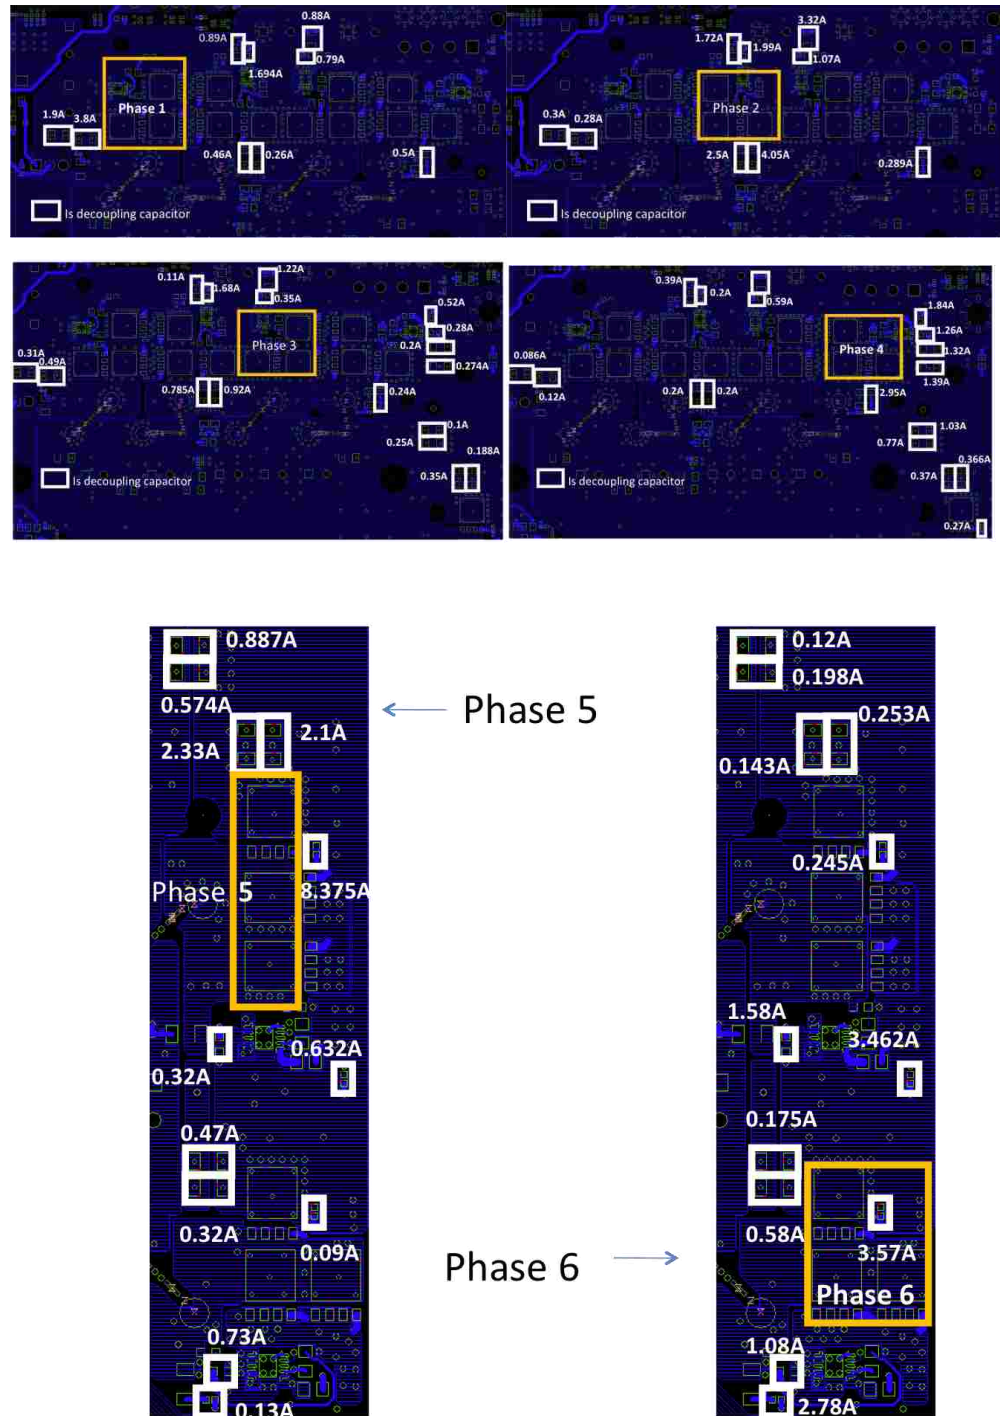 0.88A
0.89A
0.79A
1.694A
Phase 1
1.9A
3.8A
0.46A
0.26A
0.5A
Is decoupling capacitor
3.32A
1.72A
1.99A
1.07A
Phase 2
0.3A
0.28A
2.5A
4.05A
0.289A
Is decoupling capacitor
1.22A
0.11A
1.68A
0.35A
0.52A
0.28A
0.2A
Phase 3
0.31A
0.49A
0.274A
0.785A
0.92A
0.24A
0.1A
0.25A
0.188A
0.35A
Is decoupling capacitor
0.39A
0.2A
0.59A
1.84A
1.26A
1.32A
Phase 4
0.086A
0.12A
1.39A
0.2A
0.2A
2.95A
1.03A
0.77A
0.366A
0.37A
Is decoupling capacitor
0.27A
0.887A
0.574A
Phase 5
2.1A
2.33A
Phase 5
8.375A
0.632A
0.32A
0.47A
0.32A
0.09A
0.73A
0.13A
0.12A
0.198A
0.253A
0.143A
0.245A
1.58A
3.462A
0.175A
0.58A
3.57A
Phase 6
Phase 6
1.08A
2.78A